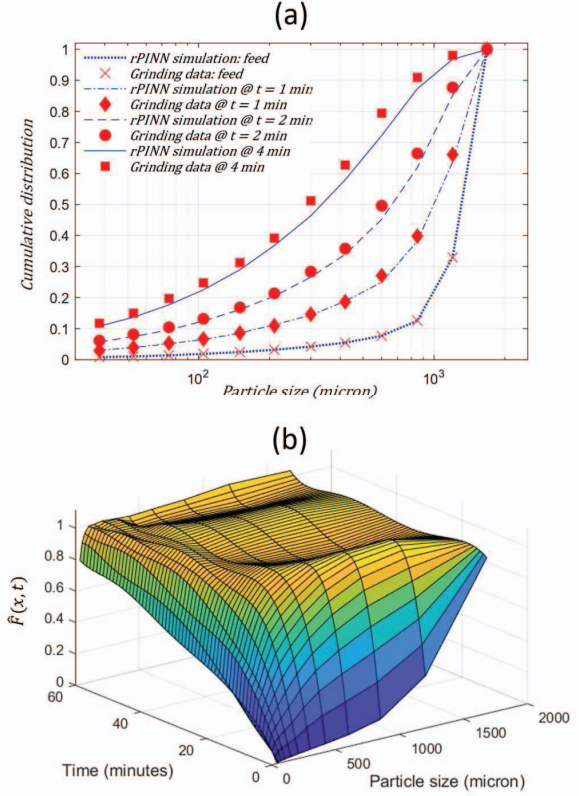 (a)
1
0.9
0.8
0.7
0.6
0.5
0.4
0.3
0.2
0.1
0
Cumulative distribution
rPINN simulation: feed
Grinding data: feed
rPINN simulation @ t = 1 min
Grinding data @ t = 1 min
rPINN simulation @ t = 2 min
Grinding data @ t = 2 min
rPINN simulation @ 4 min
Grinding data @ 4 min
10²
10³
Particle size (micron)
(b)
1
0.8
0.6
0.4
0.2
0
F̂(x, t)
60
40
20
0
Time (minutes)
0
500
1000
1500
2000
Particle size (micron)